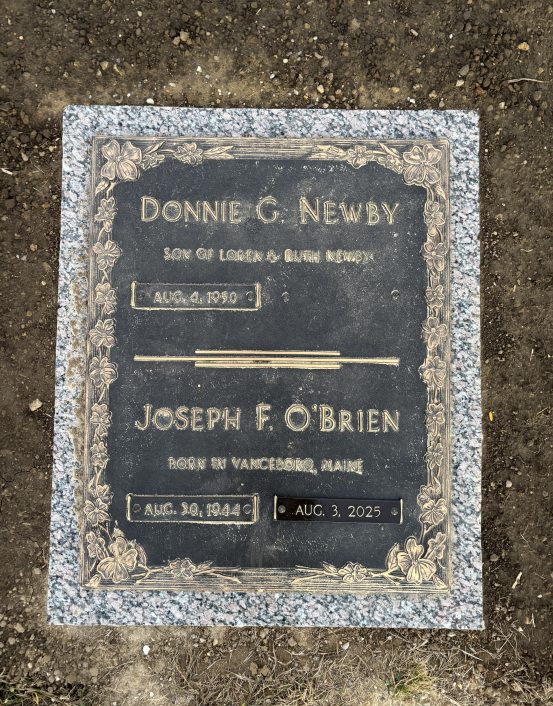 DONNIE G. NEWBY
SON OF LOREN & RUTH NEWBY
AUG. 4, 1950
JOSEPH F. O'BRIEN
BORN IN VANCEBORO, MAINE
AUG. 30, 1944
AUG. 3, 2025